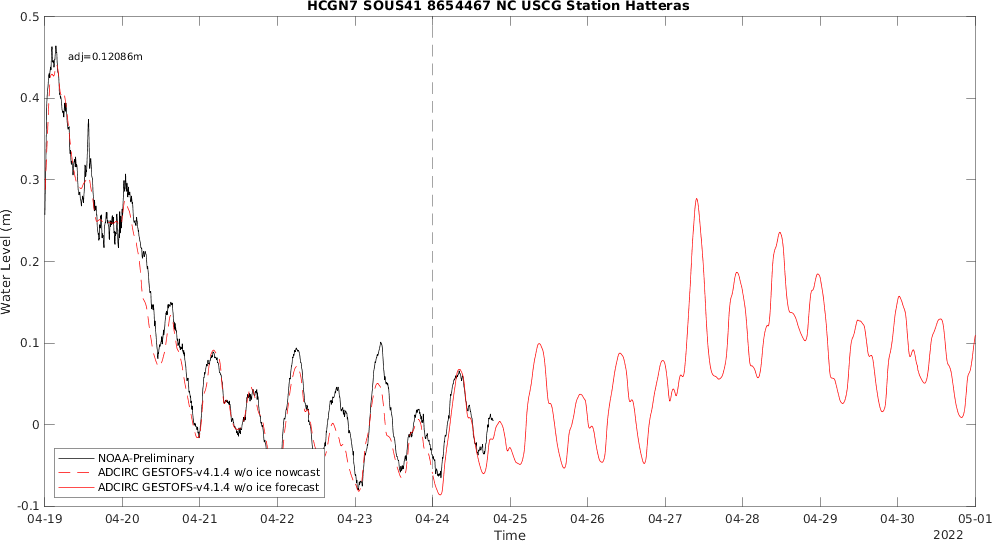 HCGN7 SOUS41 8654467 NC USCG Station Hatteras
adj=0.12086m
0.5
0.4
0.3
0.2
0.1
0
-0.1
Water Level (m)
NOAA-Preliminary
ADCIRC GESTOFS-v4.1.4 w/o ice nowcast
ADCIRC GESTOFS-v4.1.4 w/o ice forecast
04-19 04-20 04-21 04-22 04-23 04-24 04-25 04-26 04-27 04-28 04-29 04-30 05-01
Time
2022